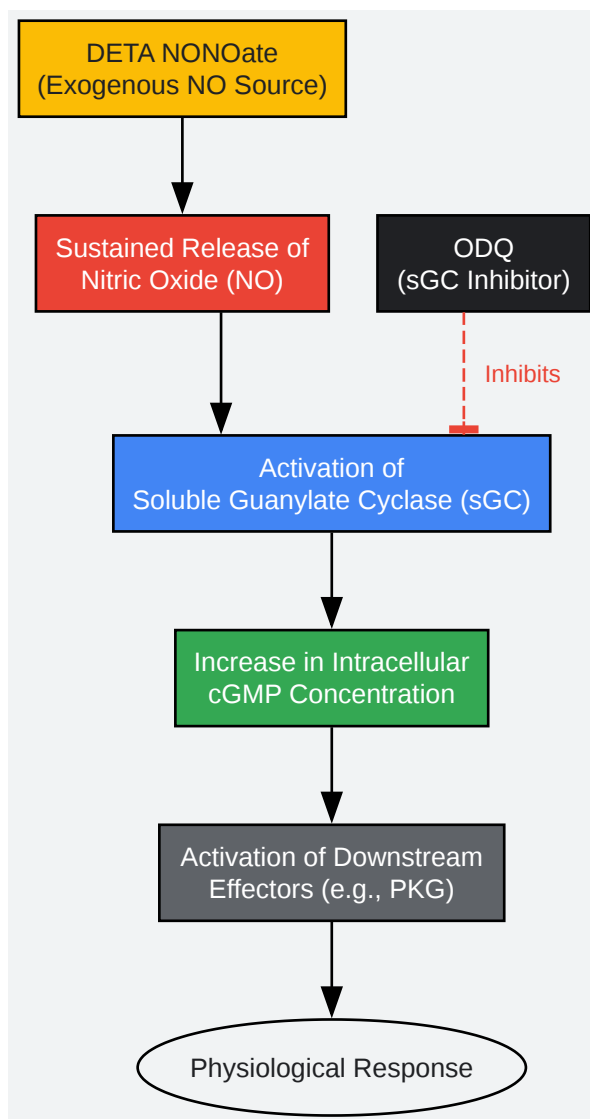 DETA NONOate
(Exogenous NO Source)
Sustained Release of
Nitric Oxide (NO)
ODQ
(sGC Inhibitor)
Inhibits
Activation of
Soluble Guanylate Cyclase (sGC)
Increase in Intracellular
cGMP Concentration
Activation of Downstream
Effectors (e.g., PKG)
Physiological Response